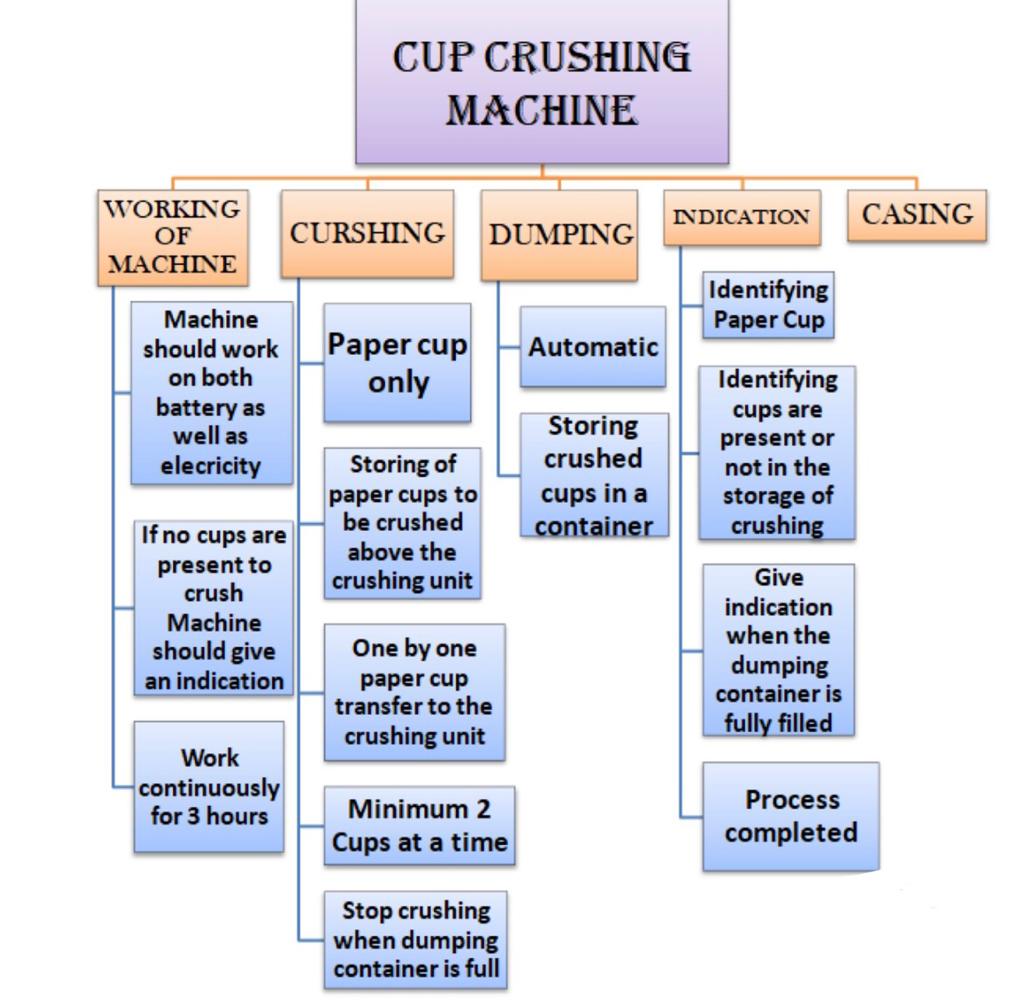 CUP CRUSHING
MACHINE
WORKING
OF
MACHINE
Machine
should work
on both
battery as
well as
elecricity
If no cups are
present to
crush
Machine
should give
an indication
Work
continuously
for 3 hours
CURSHING
Paper cup
only
Storing of
paper cups to
be crushed
above the
crushing unit
One by one
paper cup
transfer to the
crushing unit
Minimum 2
Cups at a time
Stop crushing
when dumping
container is full
DUMPING
Automatic
Storing
crushed
cups in a
container
INDICATION
Identifying
Paper Cup
Identifying
cups are
present or
not in the
storage of
crushing
Give
indication
when the
dumping
container is
fully filled
Process
completed
CASING